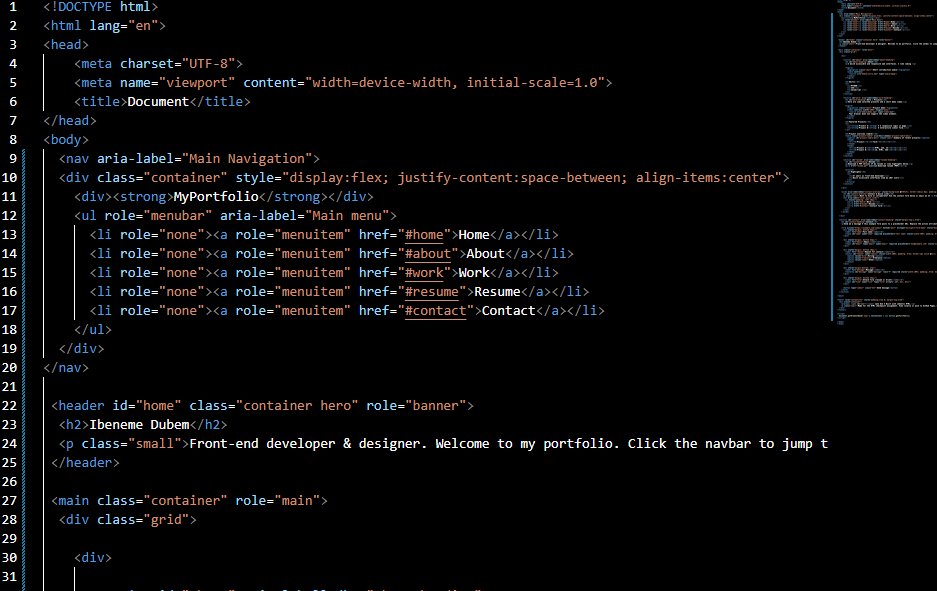 1 <!DOCTYPE html>
2 <html lang="en">
3 <head>
4 <meta charset="UTF-8">
5 <meta name="viewport" content="width=device-width, initial-scale=1.0">
6 <title>Document</title>
7 </head>
8 <body>
9 <nav aria-label="Main Navigation">
10 <div class="container" style="display:flex; justify-content:space-between; align-items:center">
11 <div><strong>MyPortfolio</strong></div>
12 <ul role="menubar" aria-label="Main menu">
13 <li role="none"><a role="menuitem" href="#home">Home</a></li>
14 <li role="none"><a role="menuitem" href="#about">About</a></li>
15 <li role="none"><a role="menuitem" href="#work">Work</a></li>
16 <li role="none"><a role="menuitem" href="#resume">Resume</a></li>
17 <li role="none"><a role="menuitem" href="#contact">Contact</a></li>
18 </ul>
19 </div>
20 </nav>
21
22 <header id="home" class="container hero" role="banner">
23 <h2>Ibeneme Dubem</h2>
24 <p class="small">Front-end developer & designer. Welcome to my portfolio. Click the navbar to jump t
25 </header>
26
27 <main class="container" role="main">
28 <div class="grid">
29
30 <div>
31